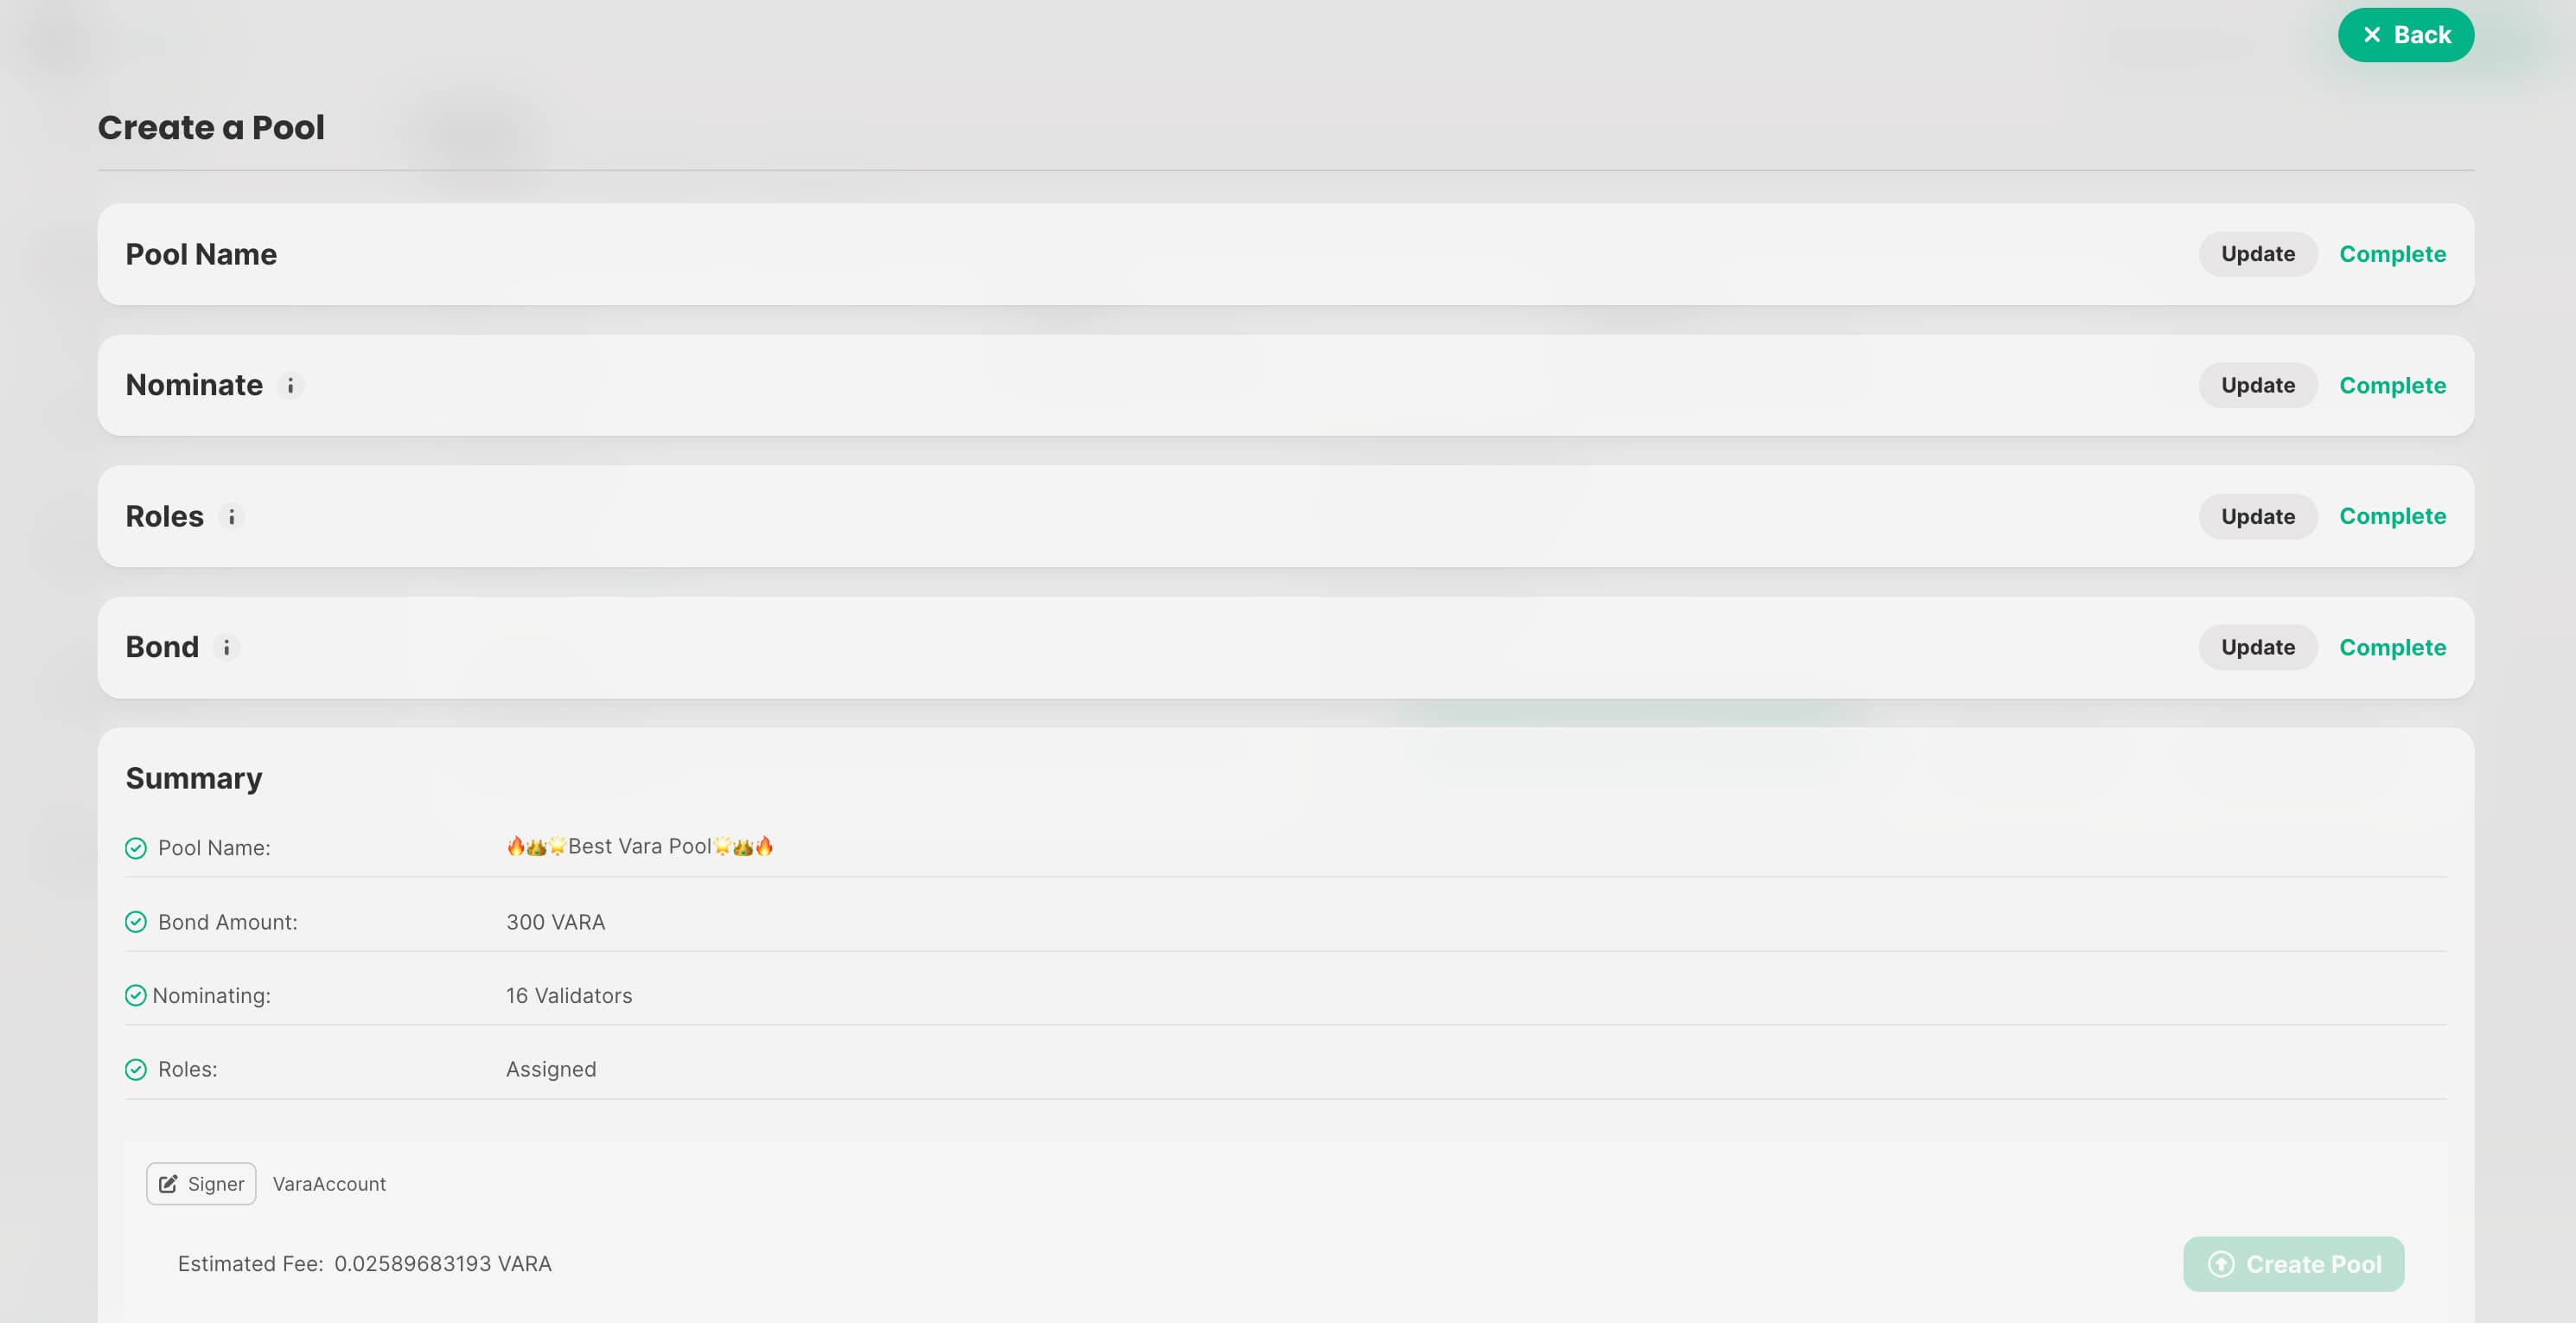 Back
Create a Pool
Pool Name Update Complete
Nominate Update Complete
Roles Update Complete
Bond Update Complete
Summary
Pool Name: 🔥👑🌟Best Vara Pool🌟👑🔥
Bond Amount: 300 VARA
Nominating: 16 Validators
Roles: Assigned
Signer VaraAccount
Estimated Fee: 0.02589683193 VARA Create Pool